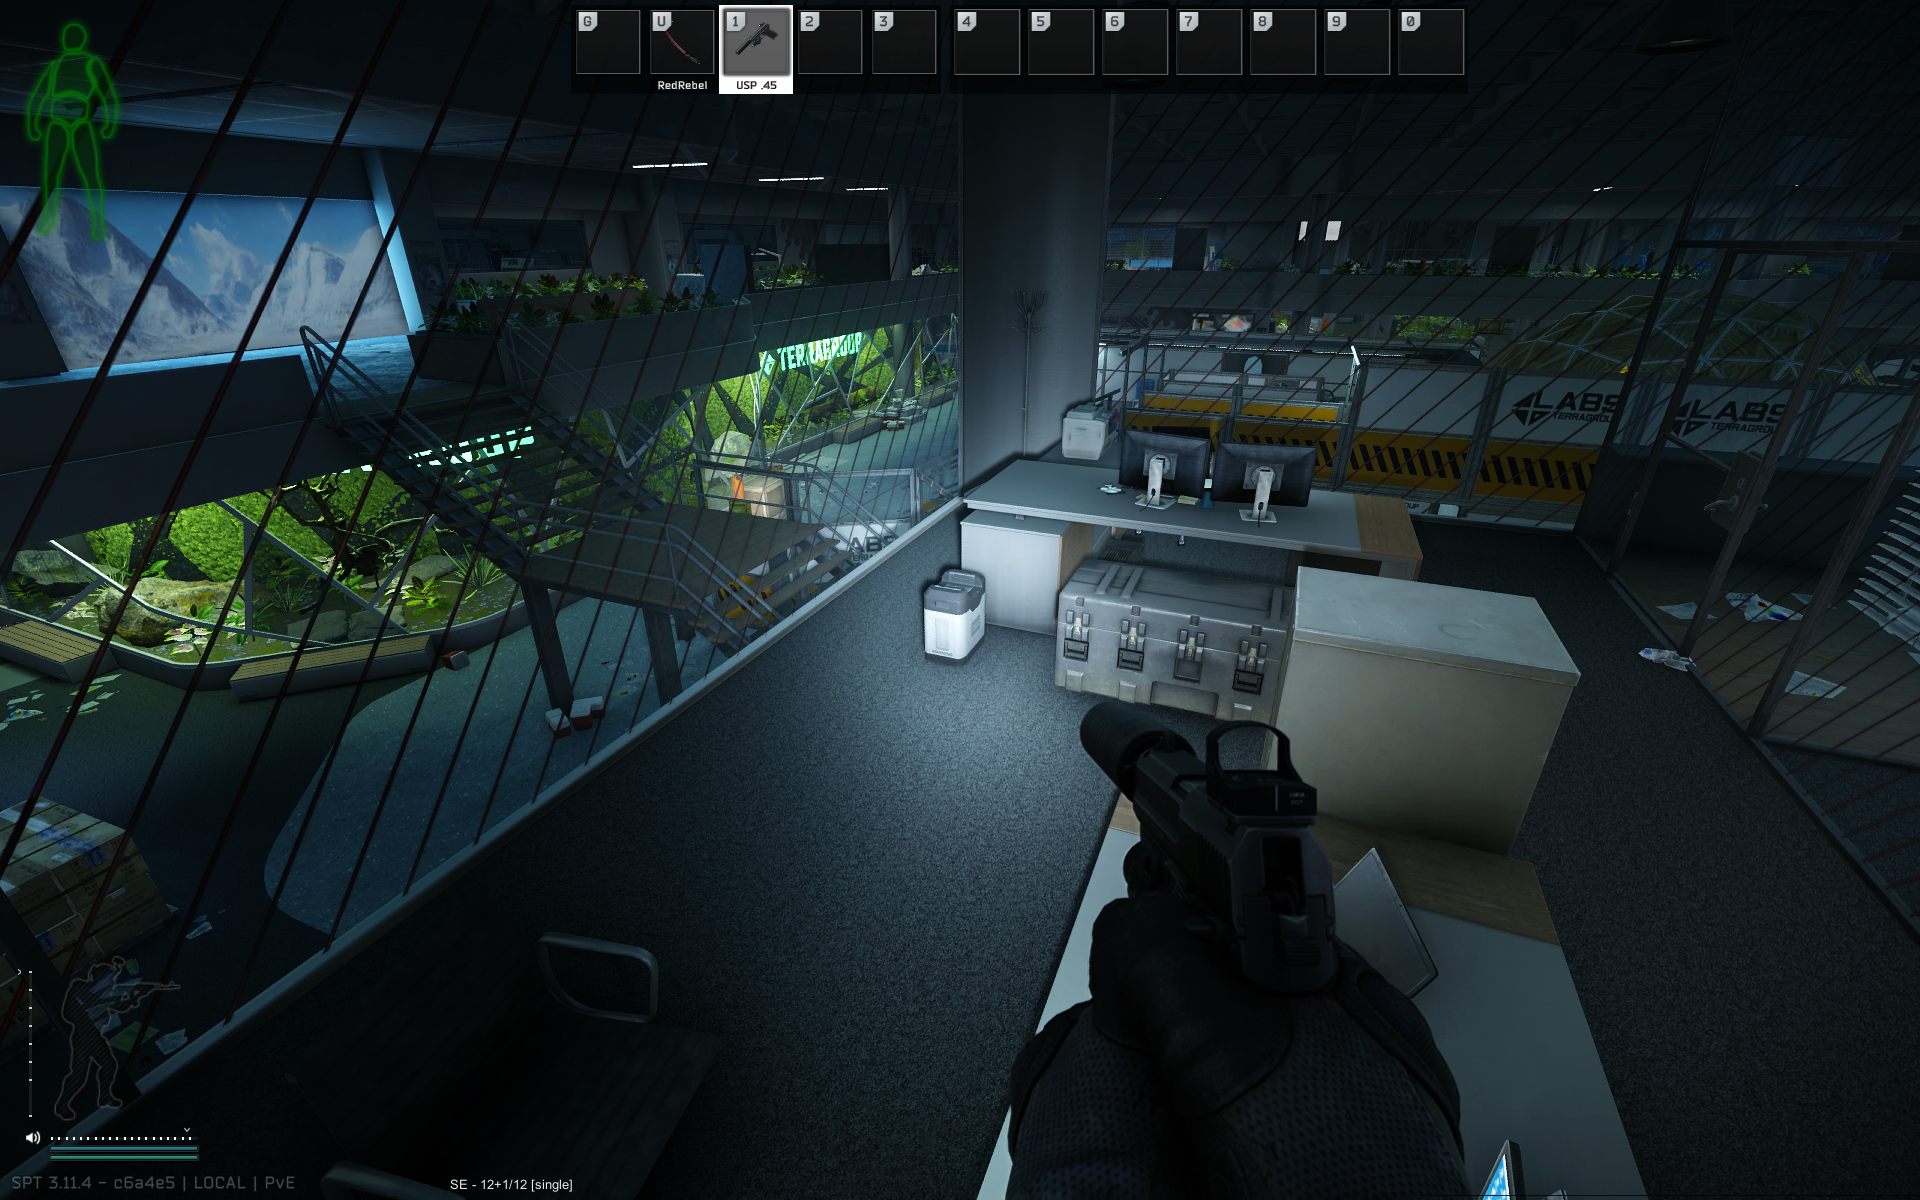 G
U
1
2
3
4
5
6
7
8
9
0
RedRebel
USP .45
TERRAGROUP
LABS
TERRAGROUP
LABS
TERRAGROUP
LABS
SPT 3.11.4 – c6a4e5 | LOCAL | PvE
SE - 12+1/12 [single]